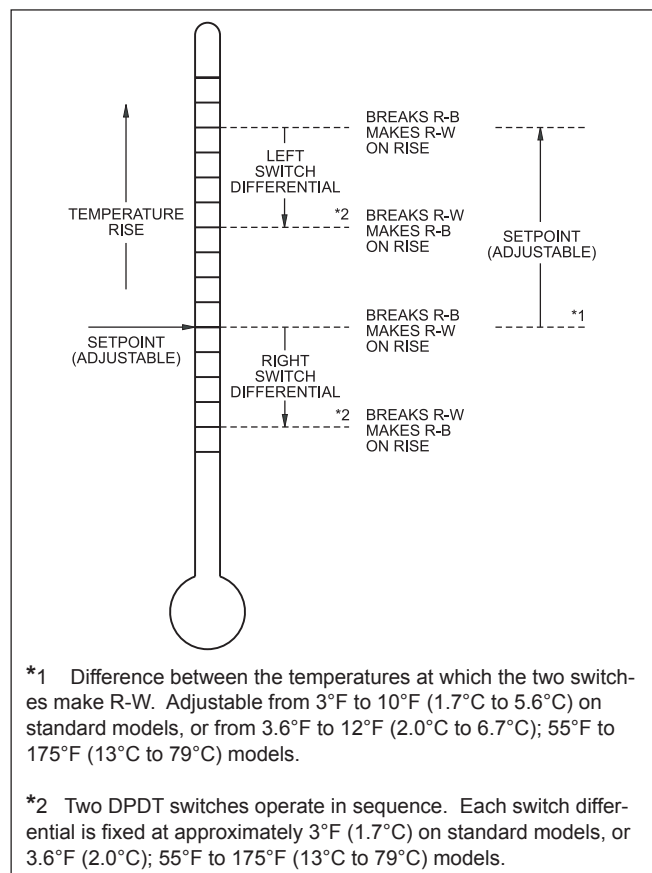 BREAKS R-B
MAKES R-W
ON RISE
LEFT
SWITCH
DIFFERENTIAL
TEMPERATURE
RISE
*2
BREAKS R-W
MAKES R-B
ON RISE
SETPOINT
(ADJUSTABLE)
BREAKS R-B
MAKES R-W
ON RISE
*1
SETPOINT
(ADJUSTABLE)
RIGHT
SWITCH
DIFFERENTIAL
*2
BREAKS R-W
MAKES R-B
ON RISE
*1 Difference between the temperatures at which the two switch-
es make R-W. Adjustable from 3°F to 10°F (1.7°C to 5.6°C) on
standard models, or from 3.6°F to 12°F (2.0°C to 6.7°C); 55°F to
175°F (13°C to 79°C) models.
*2 Two DPDT switches operate in sequence. Each switch differ-
ential is fixed at approximately 3°F (1.7°C) on standard models, or
3.6°F (2.0°C); 55°F to 175°F (13°C to 79°C) models.